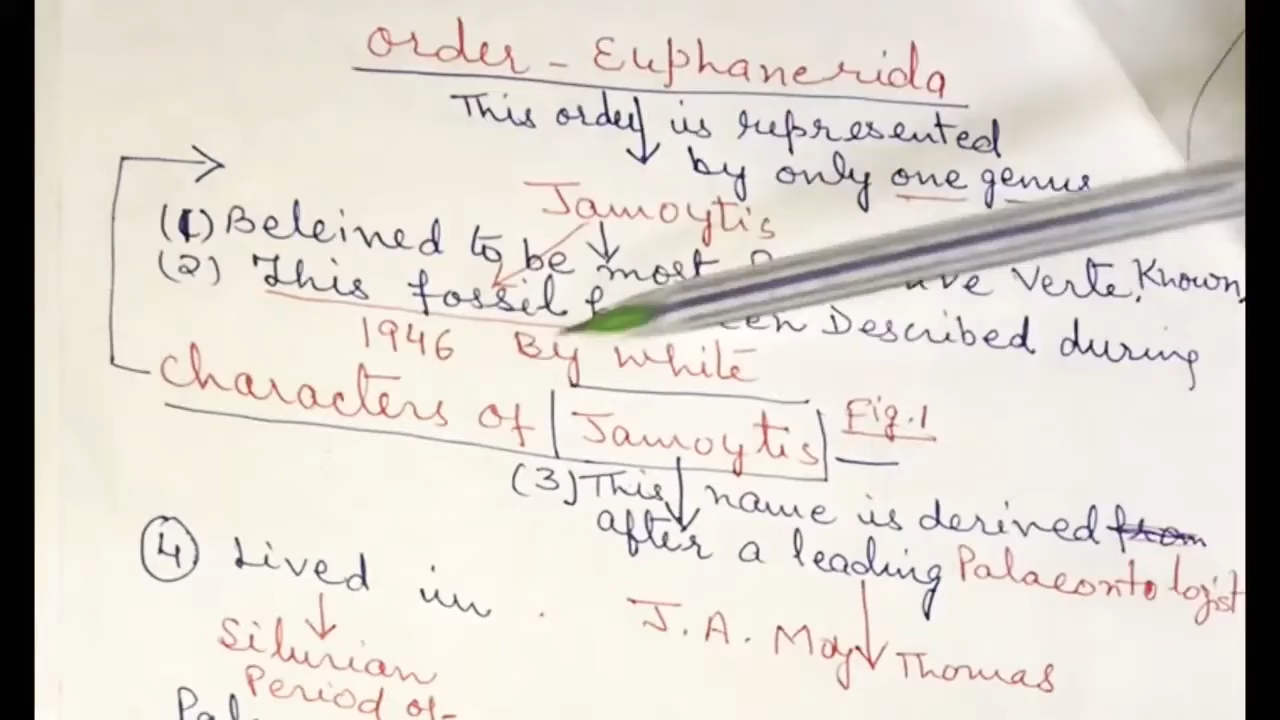 order - Euphanerida
This order is represented
by only one genus
Jamoytis
(1) Beleined to be most Verte. Known
(2) This fossil Described during
1946 By white
characters of Jamoytis Fig.1
(3) This name is derived from
after a leading Palaeontologist
4 Lived in .
J.A. Moy Thomas
Silurian
Period of